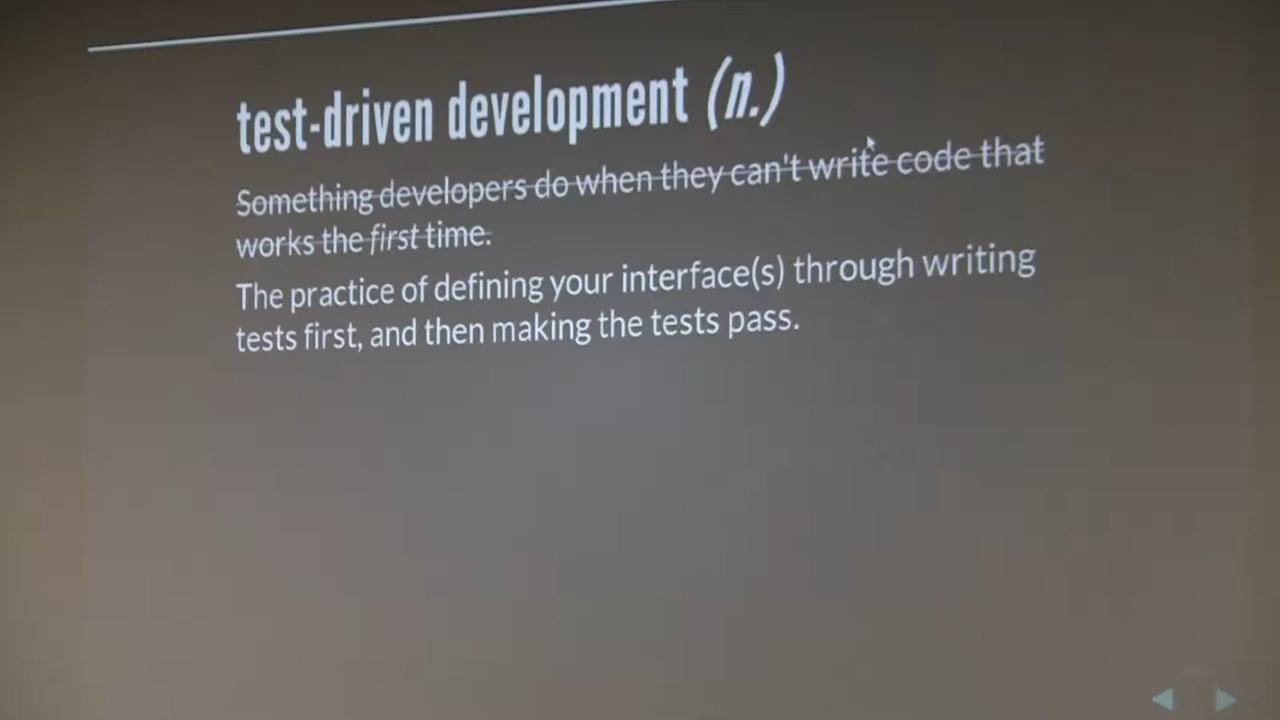 test-driven development (n.)
Something developers do when they can't write code that
works the first time.
The practice of defining your interface(s) through writing
tests first, and then making the tests pass.